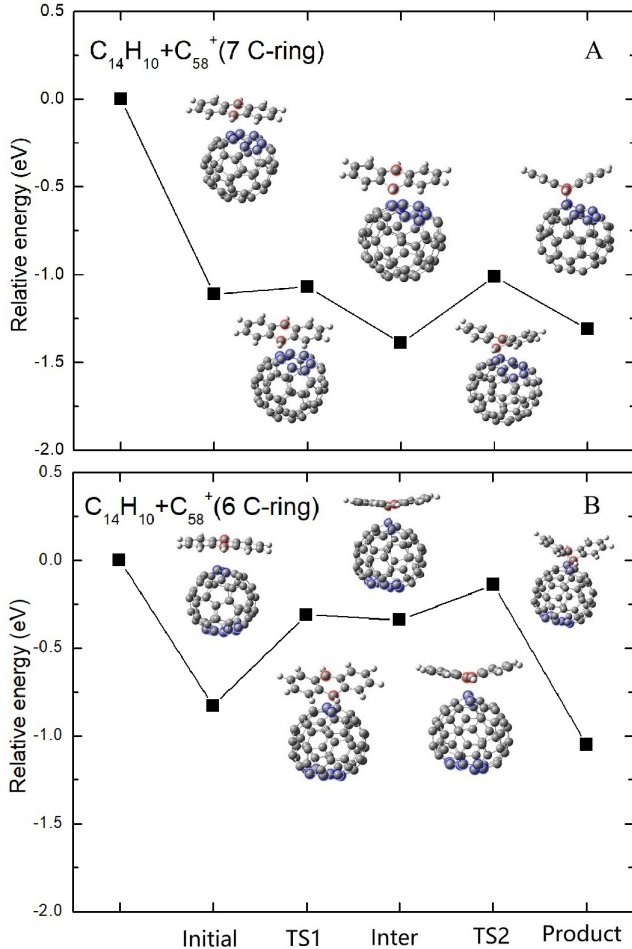 0.5
C₁₄H₁₀+C₅₈⁺(7 C-ring)
A
0.0
-0.5
-1.0
-1.5
-2.0
Relative energy (eV)
0.5
C₁₄H₁₀+C₅₈⁺(6 C-ring)
B
0.0
-0.5
-1.0
-1.5
-2.0
Relative energy (eV)
Initial TS1 Inter TS2 Product